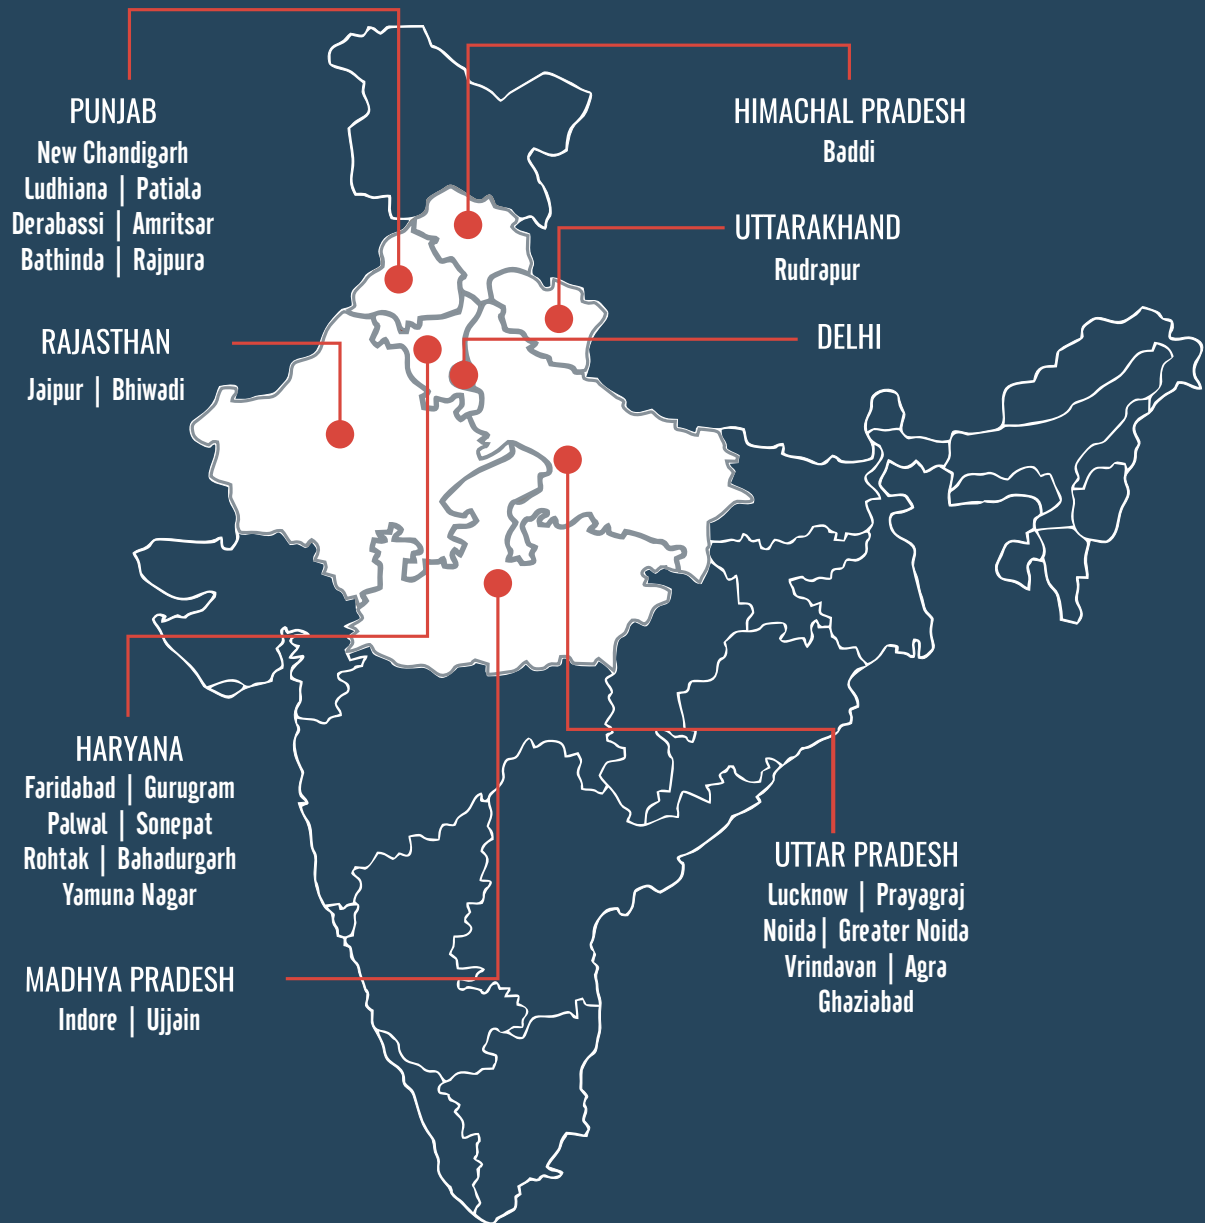 PUNJAB
New Chandigarh
Ludhiana | Patiala
Derabassi | Amritsar
Bathinda | Rajpura
HIMACHAL PRADESH
Baddi
UTTARAKHAND
Rudrapur
RAJASTHAN
Jaipur | Bhiwadi
DELHI
HARYANA
Faridabad | Gurugram
Palwal | Sonepat
Rohtak | Bahadurgarh
Yamuna Nagar
UTTAR PRADESH
Lucknow | Prayagraj
Noida| Greater Noida
Vrindavan | Agra
Ghaziabad
MADHYA PRADESH
Indore | Ujjain